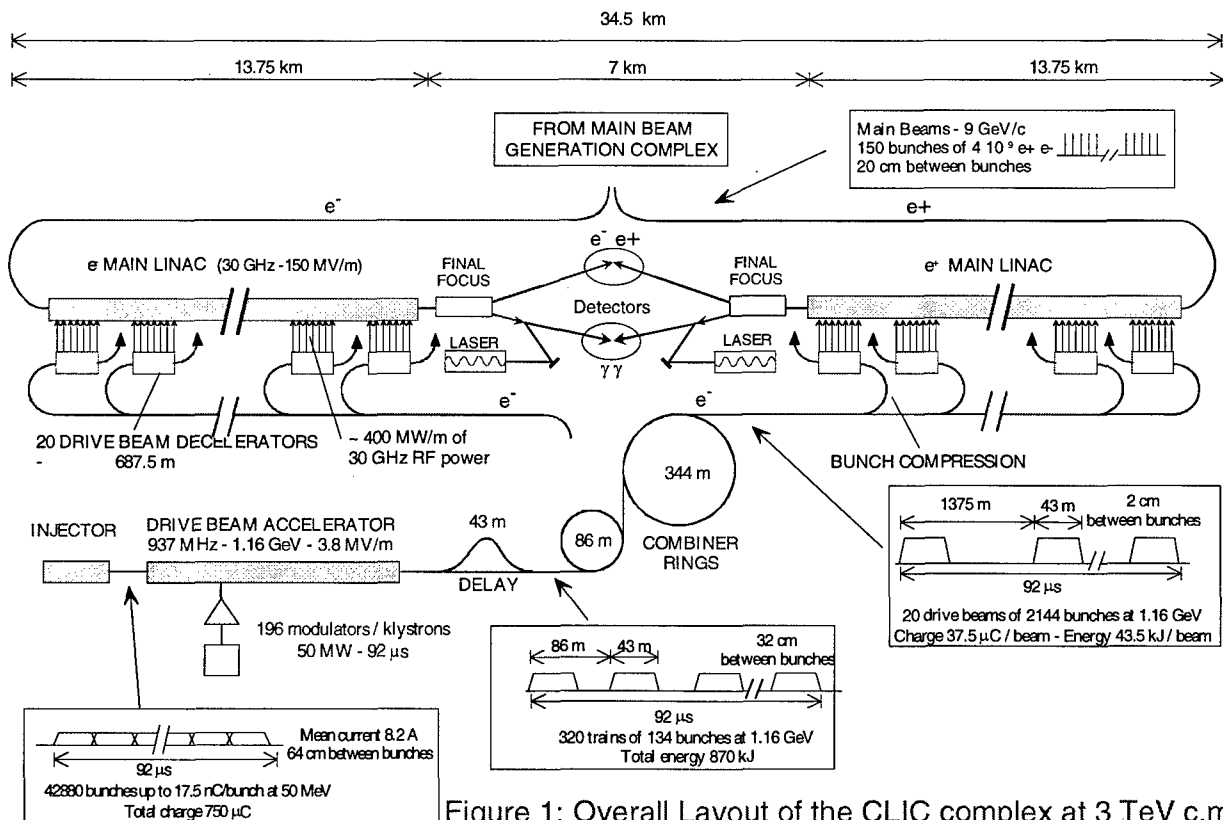 34.5 km
13.75 km
7 km
13.75 km
FROM MAIN BEAM
GENERATION COMPLEX
Main Beams - 9 GeV/c
150 bunches of 4 10⁹ e+ e-
20 cm between bunches
e-
e+
e- e+
e- MAIN LINAC (30 GHz -150 MV/m)
FINAL
FOCUS
Detectors
FINAL
FOCUS
e+ MAIN LINAC
LASER
LASER
γ γ
e-
e-
20 DRIVE BEAM DECELERATORS
- 687.5 m
~ 400 MW/m of
30 GHz RF power
344 m
BUNCH COMPRESSION
1375 m
43 m
2 cm
between bunches
92 µs
20 drive beams of 2144 bunches at 1.16 GeV
Charge 37.5 µC / beam - Energy 43.5 kJ / beam
INJECTOR
DRIVE BEAM ACCELERATOR
937 MHz - 1.16 GeV - 3.8 MV/m
43 m
DELAY
86 m
COMBINER
RINGS
196 modulators / klystrons
50 MW - 92 µs
86 m
43 m
32 cm
between bunches
92 µs
320 trains of 134 bunches at 1.16 GeV
Total energy 870 kJ
Mean current 8.2 A
64 cm between bunches
92 µs
42880 bunches up to 17.5 nC/bunch at 50 MeV
Total charge 750 µC
Figure 1: Overall Layout of the CLIC complex at 3 TeV c.m